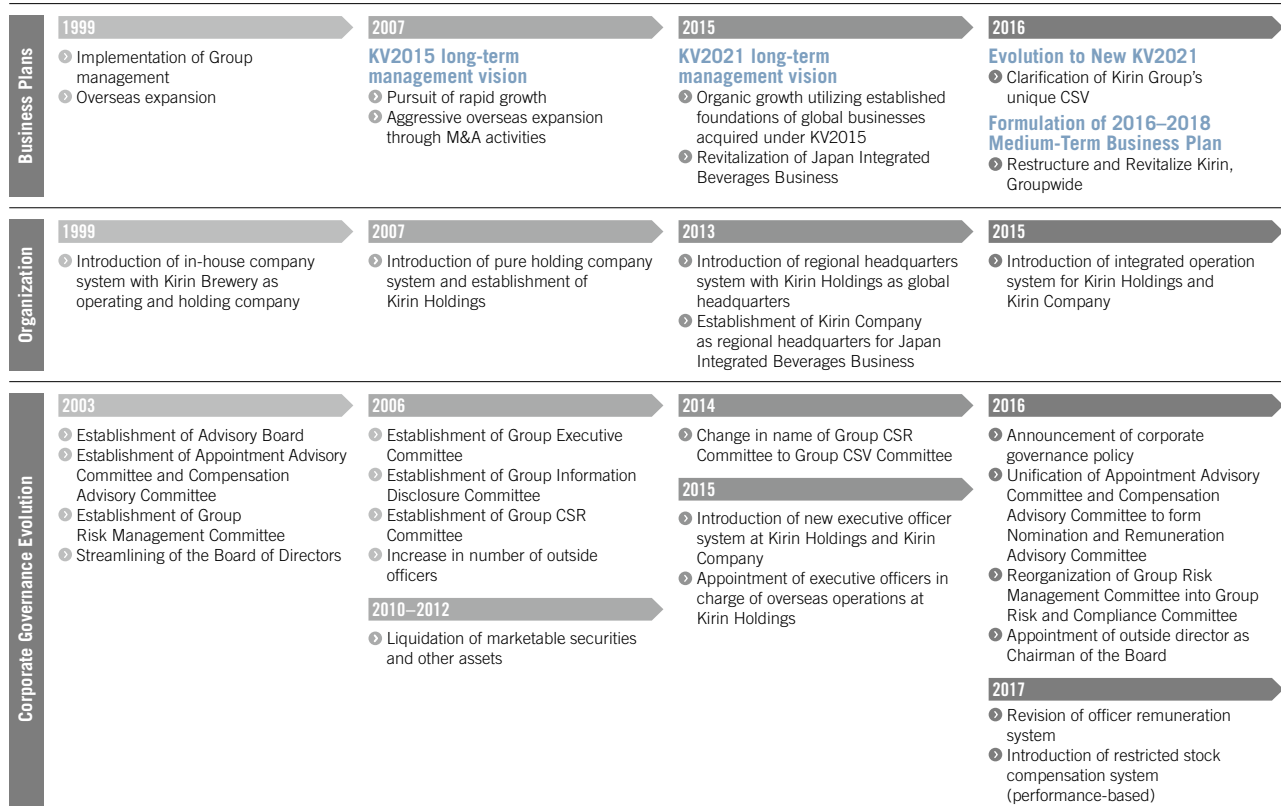 Business Plans
1999
Implementation of Group
management
Overseas expansion
2007
KV2015 long-term
management vision
Pursuit of rapid growth
Aggressive overseas expansion
through M&A activities
2015
KV2021 long-term
management vision
Organic growth utilizing established
foundations of global businesses
acquired under KV2015
Revitalization of Japan Integrated
Beverages Business
2016
Evolution to New KV2021
Clarification of Kirin Group’s
unique CSV
Formulation of 2016–2018
Medium-Term Business Plan
Restructure and Revitalize Kirin,
Groupwide
Organization
1999
Introduction of in-house company
system with Kirin Brewery as
operating and holding company
2007
Introduction of pure holding company
system and establishment of
Kirin Holdings
2013
Introduction of regional headquarters
system with Kirin Holdings as global
headquarters
Establishment of Kirin Company
as regional headquarters for Japan
Integrated Beverages Business
2015
Introduction of integrated operation
system for Kirin Holdings and
Kirin Company
Corporate Governance Evolution
2003
Establishment of Advisory Board
Establishment of Appointment Advisory
Committee and Compensation
Advisory Committee
Establishment of Group
Risk Management Committee
Streamlining of the Board of Directors
2006
Establishment of Group Executive
Committee
Establishment of Group Information
Disclosure Committee
Establishment of Group CSR
Committee
Increase in number of outside
officers
2010–2012
Liquidation of marketable securities
and other assets
2014
Change in name of Group CSR
Committee to Group CSV Committee
2015
Introduction of new executive officer
system at Kirin Holdings and Kirin
Company
Appointment of executive officers in
charge of overseas operations at
Kirin Holdings
2016
Announcement of corporate
governance policy
Unification of Appointment Advisory
Committee and Compensation
Advisory Committee to form
Nomination and Remuneration
Advisory Committee
Reorganization of Group Risk
Management Committee into Group
Risk and Compliance Committee
Appointment of outside director as
Chairman of the Board
2017
Revision of officer remuneration
system
Introduction of restricted stock
compensation system
(performance-based)